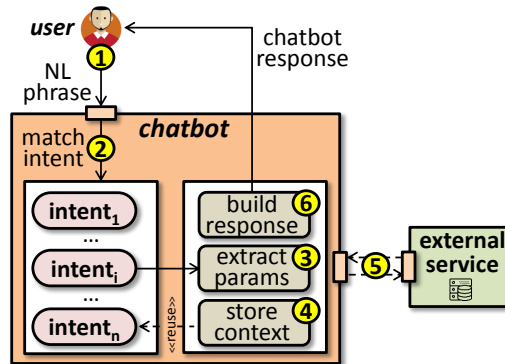 user
1
NL
phrase
chatbot
response
chatbot
match
intent
2
intent1
...
intenti
...
intentn
<<reuse>>
build
response
6
extract
params
3
store
context
4
5
external
service